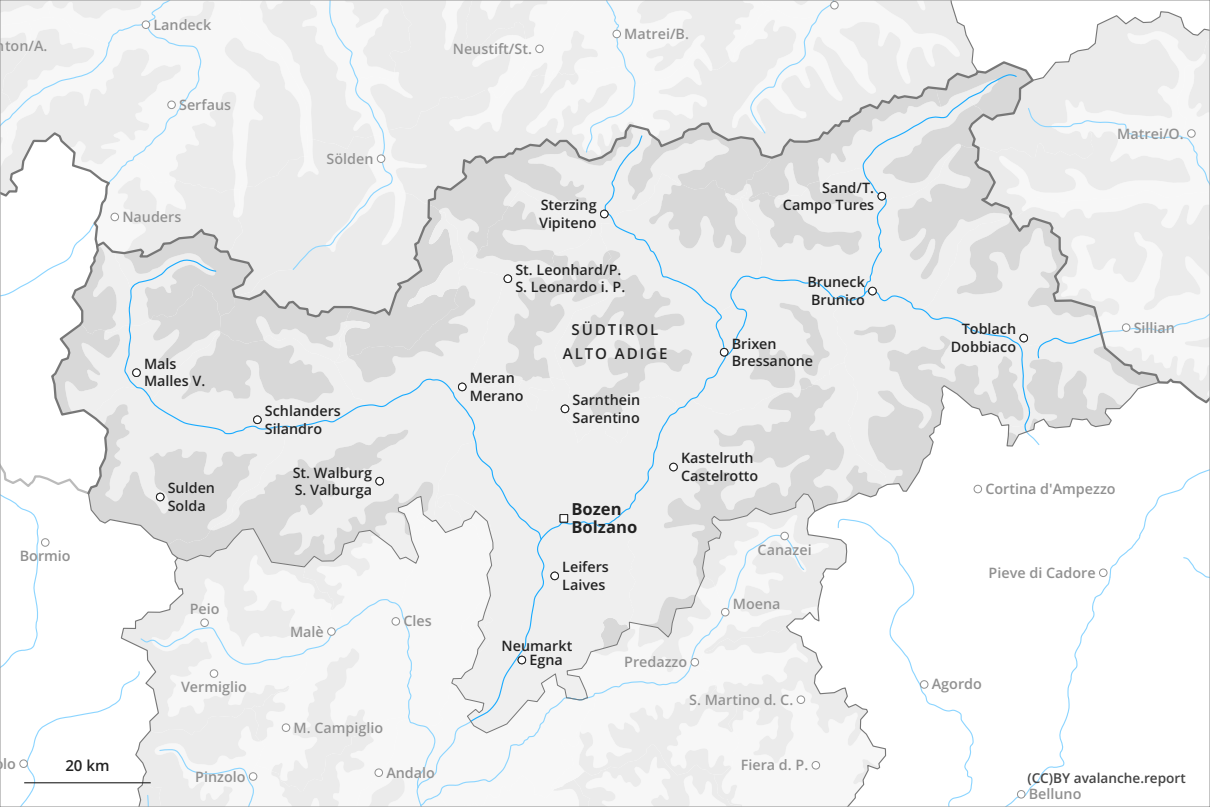 Landeck
Matrei/B.
nton/A.
Neustift/St.
Serfaus
Matrei/O.
Sölden
Sand/T.
Campo Tures
Nauders
Sterzing
Vipiteno
St. Leonhard/P.
S. Leonardo i. P.
Bruneck
Brunico
SÜDTIROL
ALTO ADIGE
Toblach
Dobbiaco
Sillian
Brixen
Bressanone
Mals
Malles V.
Meran
Merano
Sarnthein
Sarentino
Schlanders
Silandro
Kastelruth
Castelrotto
St. Walburg
S. Valburga
Sulden
Solda
Cortina d'Ampezzo
Bozen
Bolzano
Bormio
Canazei
Leifers
Laives
Pieve di Cadore
Peio
Moena
Malè
Cles
Neumarkt
Egna
Predazzo
Vermiglio
Agordo
S. Martino d. C.
M. Campiglio
20 km
Fiera d. P.
olo
Pinzolo
Andalo
(CC)BY avalanche.report
Belluno